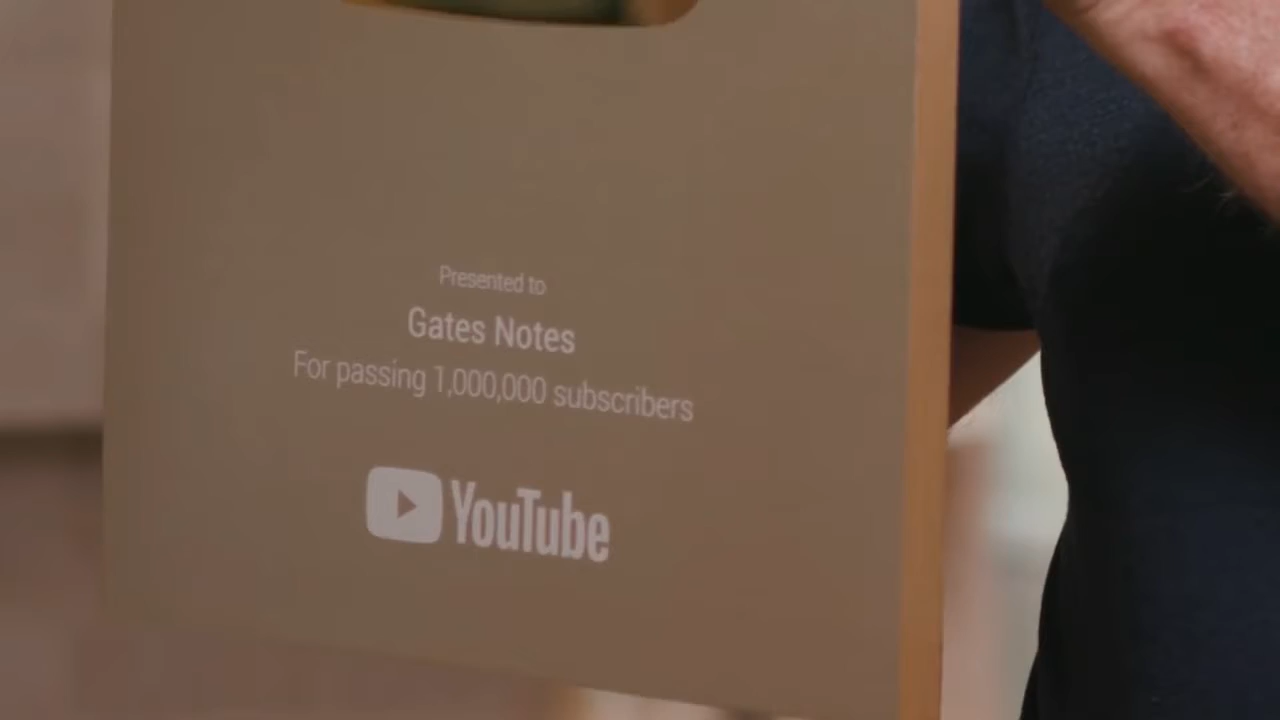 Presented to
Gates Notes
For passing 1,000,000 subscribers
YouTube